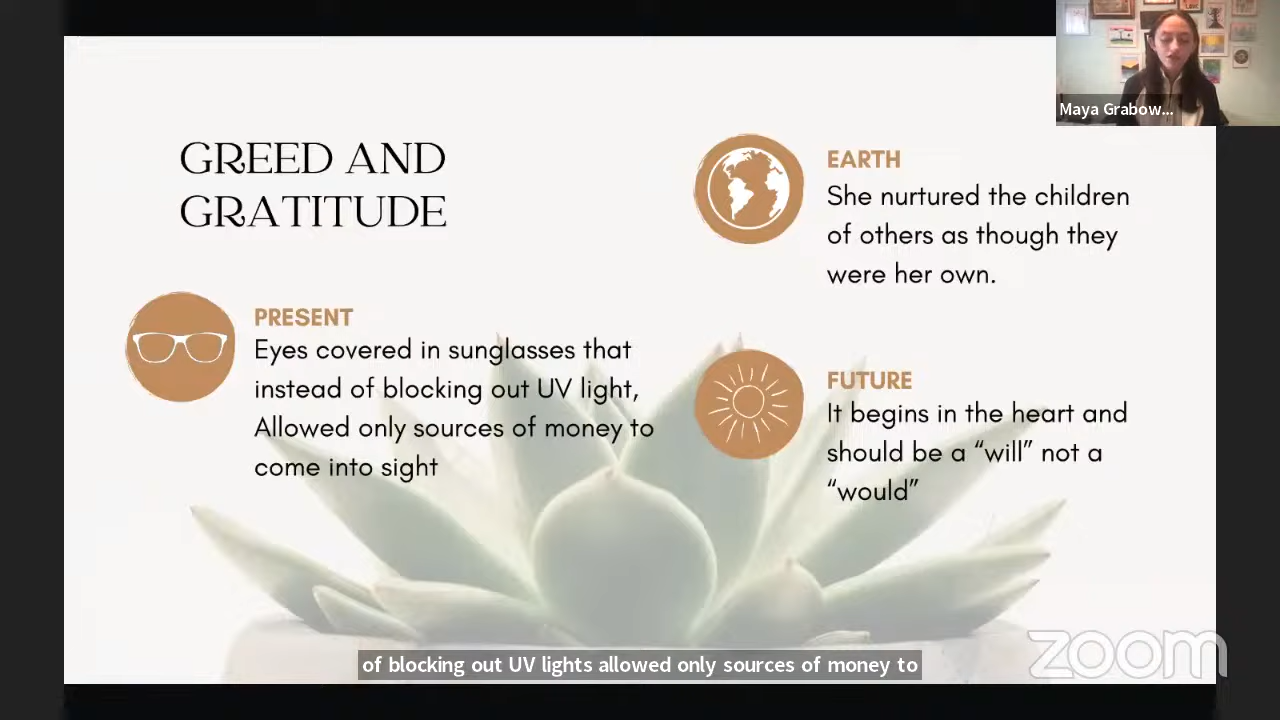 Maya Grabow...
GREED AND
GRATITUDE
PRESENT
Eyes covered in sunglasses that
instead of blocking out UV light,
Allowed only sources of money to
come into sight
EARTH
She nurtured the children
of others as though they
were her own.
FUTURE
It begins in the heart and
should be a “will” not a
“would”
of blocking out UV lights allowed only sources of money to
zoom